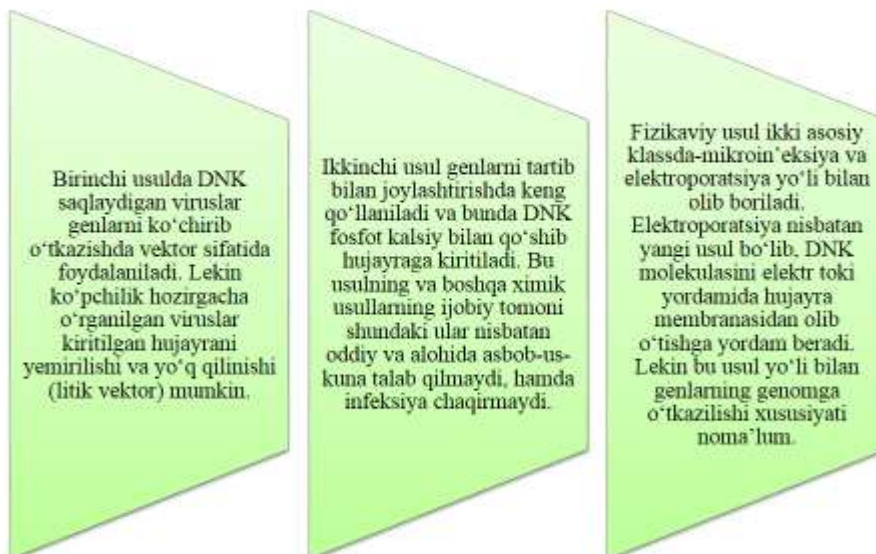 Birinchi usulda DNK
saqlaydigan viruslar
genlarni ko‘chirib
o‘tkazishda vektor sifatida
foydalaniladi. Lekin
ko‘pchilik hozirgacha
o‘rganilgan viruslar
kiritilgan hujayrani
yemirilishi va yo‘q qilinishi
(litik vektor) mumkin.
Ikkinchi usul genlarni tartib
bilan joylashtirishda keng
qo‘llaniladi va bunda DNK
fosfot kalsiy bilan qo‘shib
hujayraga kiritiladi. Bu
usulning va boshqa ximik
usullarning ijobiy tomoni
shundaki ular nisbatan
oddiy va alohida asbob-us-
kuna talab qilmaydi, hamda
infeksiya chaqirmaydi.
Fizikaviy usul ikki asosiy
klassda-mikroin’eksiya va
elektroporatsiya yo‘li bilan
olib boriladi.
Elektroporatsiya nisbatan
yangi usul bo‘lib, DNK
molekulasini elektr toki
yordamida hujayra
membranasidan olib
o‘tishga yordam beradi.
Lekin bu usul yo‘li bilan
genlarning genomga
o‘tkazilishi xususiyati
noma’lum.